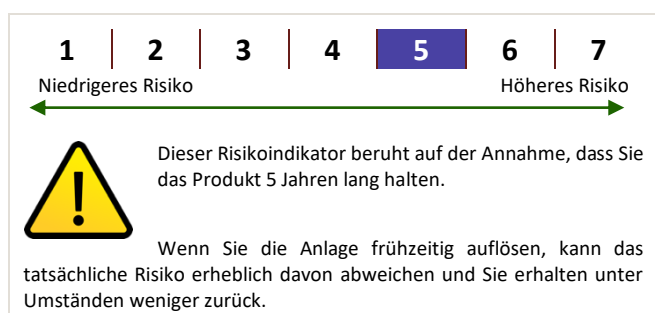 1 2 3 4 5 6 7
Niedrigeres Risiko Höheres Risiko
Dieser Risikoindikator beruht auf der Annahme, dass Sie
das Produkt 5 Jahren lang halten.
Wenn Sie die Anlage frühzeitig auflösen, kann das
tatsächliche Risiko erheblich davon abweichen und Sie erhalten unter
Umständen weniger zurück.